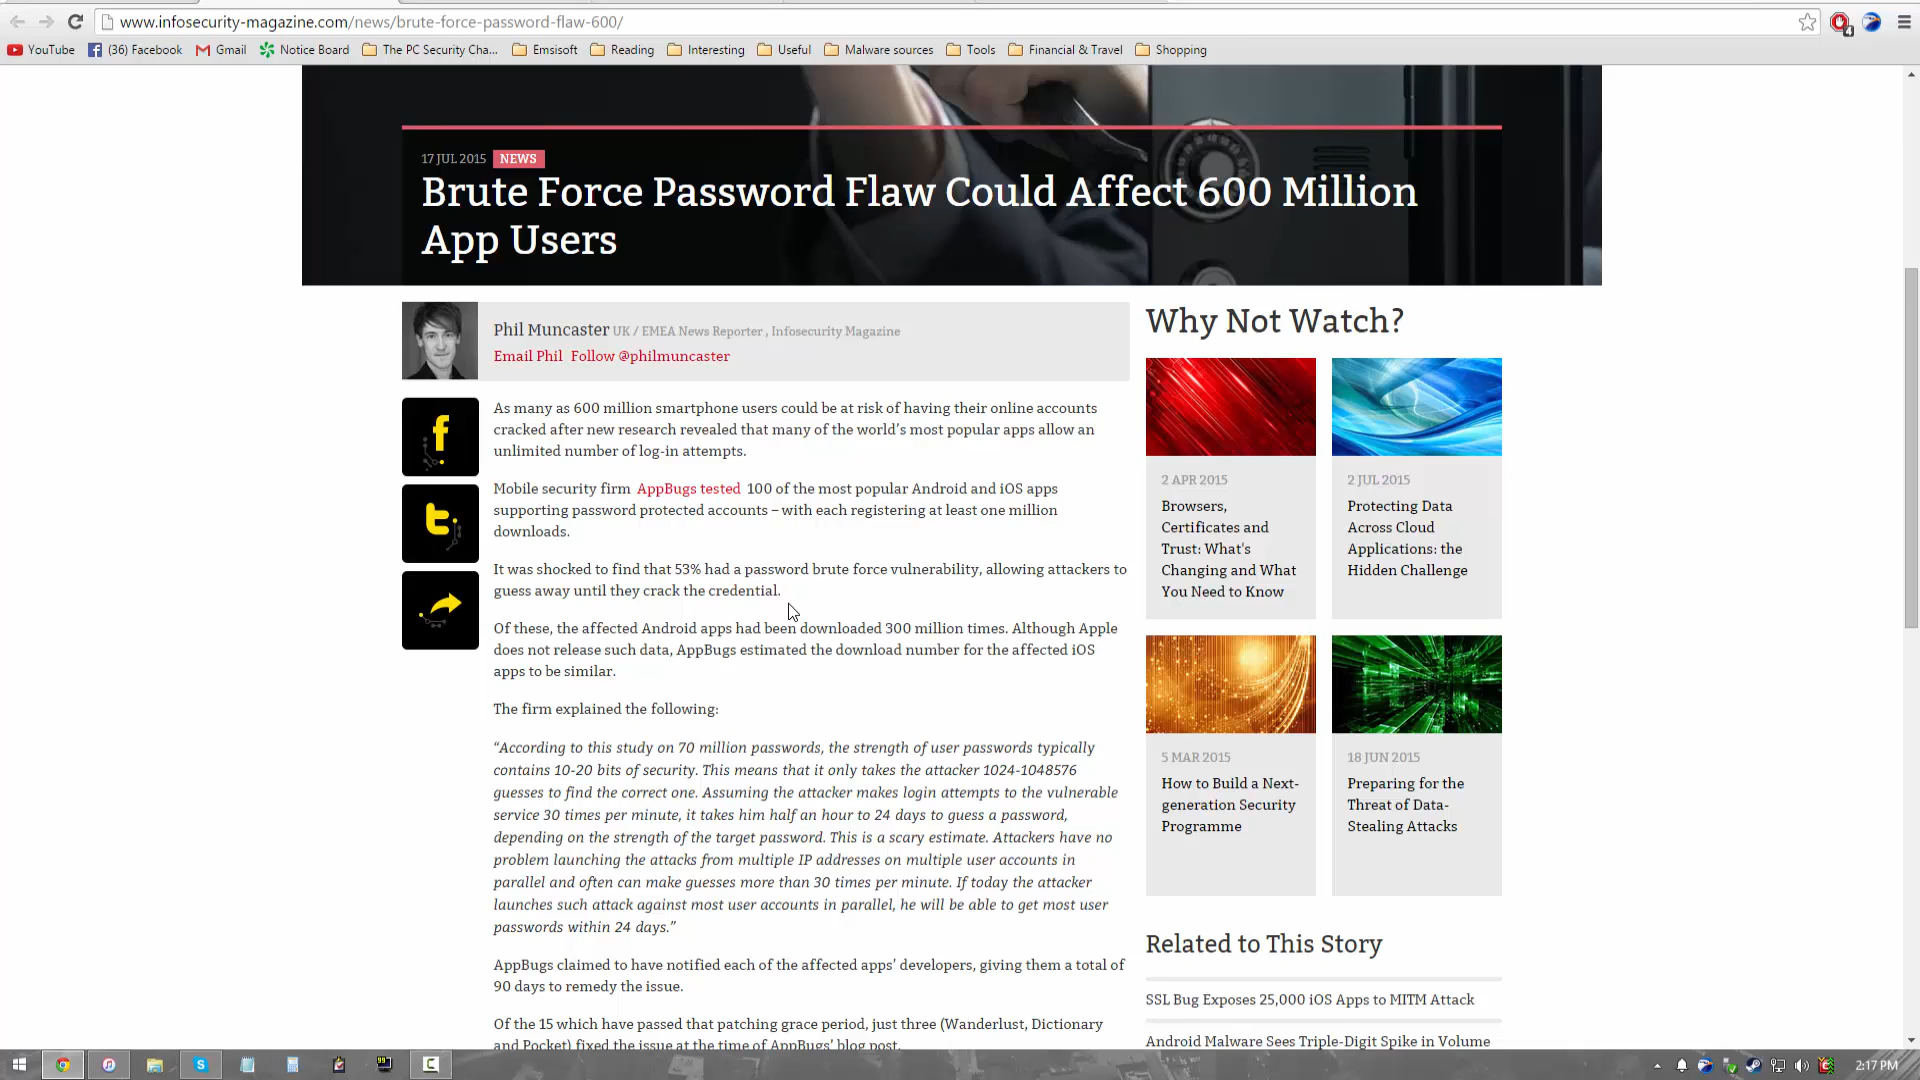 www.infosecurity-magazine.com/news/brute-force-password-flaw-600/
4
YouTube
(36) Facebook
Gmail
Notice Board
The PC Security Cha...
Emsisoft
Reading
Interesting
Useful
Malware sources
Tools
Financial & Travel
Shopping
17 JUL 2015 NEWS
Brute Force Password Flaw Could Affect 600 Million
App Users
Phil Muncaster UK / EMEA News Reporter , Infosecurity Magazine
Email Phil Follow @philmuncaster
As many as 600 million smartphone users could be at risk of having their online accounts
cracked after new research revealed that many of the world's most popular apps allow an
unlimited number of log-in attempts.
Mobile security firm AppBugs tested 100 of the most popular Android and iOS apps
supporting password protected accounts – with each registering at least one million
downloads.
It was shocked to find that 53% had a password brute force vulnerability, allowing attackers to
guess away until they crack the credential.
Of these, the affected Android apps had been downloaded 300 million times. Although Apple
does not release such data, AppBugs estimated the download number for the affected iOS
apps to be similar.
The firm explained the following:
“According to this study on 70 million passwords, the strength of user passwords typically
contains 10-20 bits of security. This means that it only takes the attacker 1024-1048576
guesses to find the correct one. Assuming the attacker makes login attempts to the vulnerable
service 30 times per minute, it takes him half an hour to 24 days to guess a password,
depending on the strength of the target password. This is a scary estimate. Attackers have no
problem launching the attacks from multiple IP addresses on multiple user accounts in
parallel and often can make guesses more than 30 times per minute. If today the attacker
launches such attack against most user accounts in parallel, he will be able to get most user
passwords within 24 days.”
AppBugs claimed to have notified each of the affected apps’ developers, giving them a total of
90 days to remedy the issue.
Of the 15 which have passed that patching grace period, just three (Wanderlust, Dictionary
and Pocket) fixed the issue at the time of AppBugs’ blog post.
Why Not Watch?
2 APR 2015
Browsers,
Certificates and
Trust: What's
Changing and What
You Need to Know
2 JUL 2015
Protecting Data
Across Cloud
Applications: the
Hidden Challenge
5 MAR 2015
How to Build a Next-
generation Security
Programme
18 JUN 2015
Preparing for the
Threat of Data-
Stealing Attacks
Related to This Story
SSL Bug Exposes 25,000 iOS Apps to MITM Attack
Android Malware Sees Triple-Digit Spike in Volume
2:17 PM